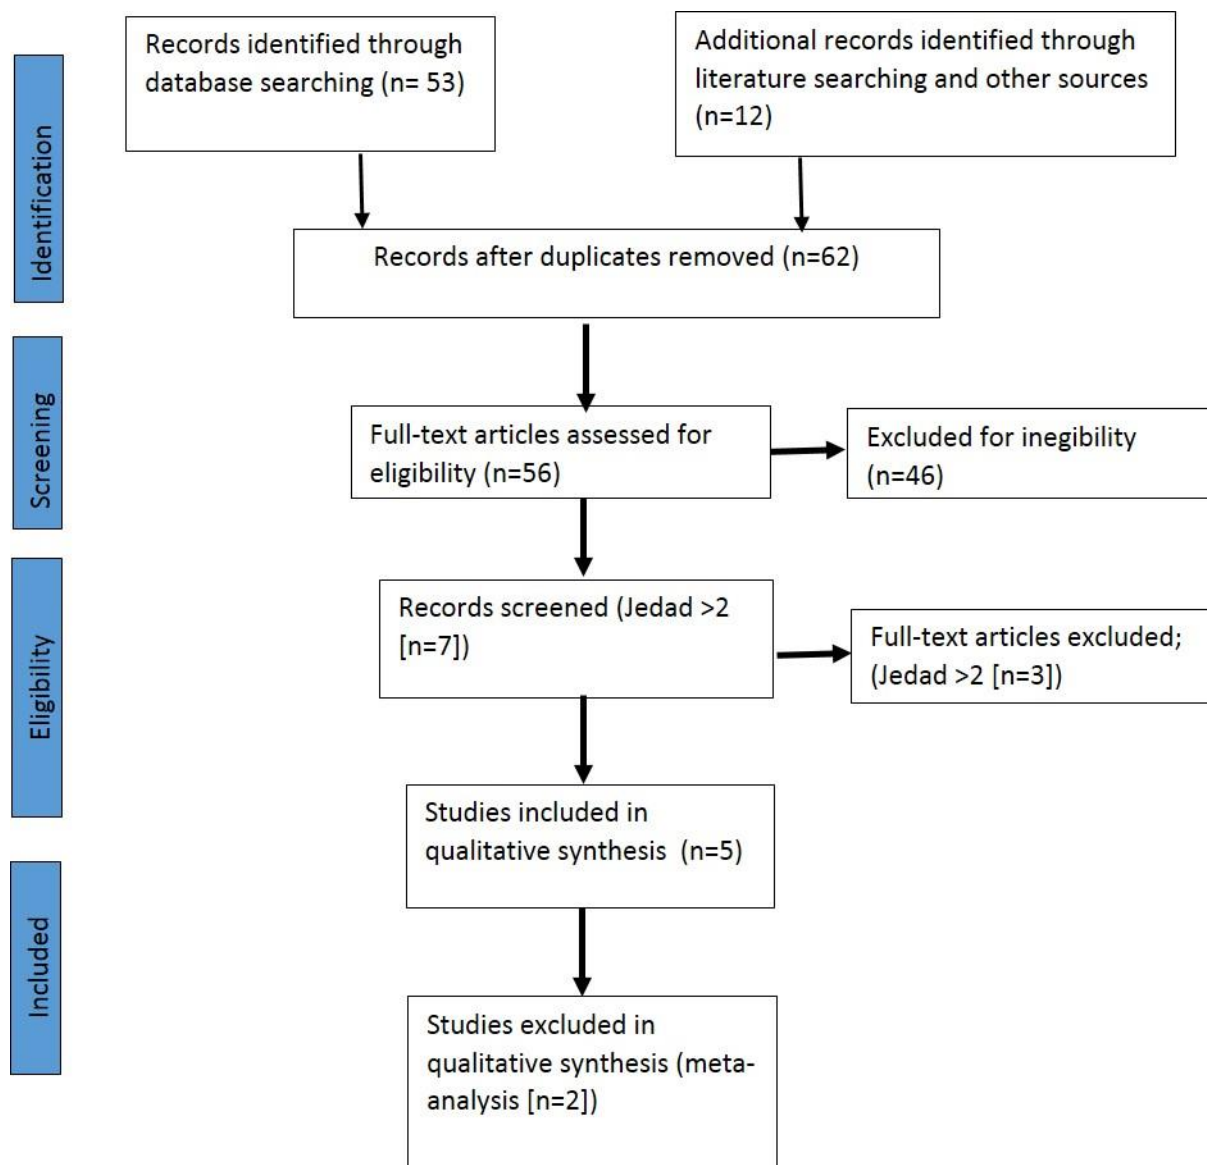 Identification
Records identified through
database searching (n= 53)
Additional records identified through
literature searching and other sources
(n=12)
Records after duplicates removed (n=62)
Screening
Full-text articles assessed for
eligibility (n=56)
Excluded for inegibility
(n=46)
Eligibility
Records screened (Jedad >2
[n=7])
Full-text articles excluded;
(Jedad >2 [n=3])
Studies included in
qualitative synthesis  (n=5)
Included
Studies excluded in
qualitative synthesis (meta-
analysis [n=2])